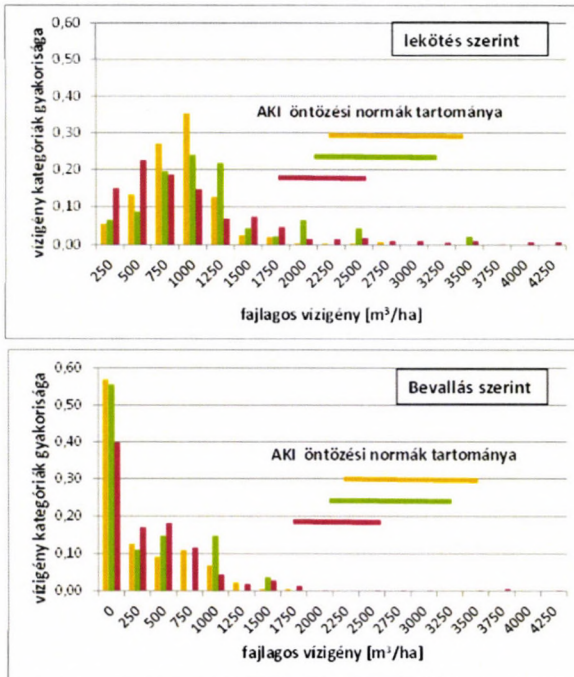 lekötés szerint
AKI öntözési normák tartománya
vízigény kategóriák gyakorisága
0,60
0,50
0,40
0,30
0,20
0,10
0,00
250 500 750 1000 1250 1500 1750 2000 2250 2500 2750 3000 3250 3500 3750 4000 4250
fajlagos vízigény [m³/ha]
Bevallás szerint
AKI öntözési normák tartománya
vízigény kategóriák gyakorisága
0,60
0,50
0,40
0,30
0,20
0,10
0,00
0 250 500 750 1000 1250 1500 1750 2000 2250 2500 2750 3000 3250 3500 3750 4000 4250
fajlagos vízigény [m³/ha]